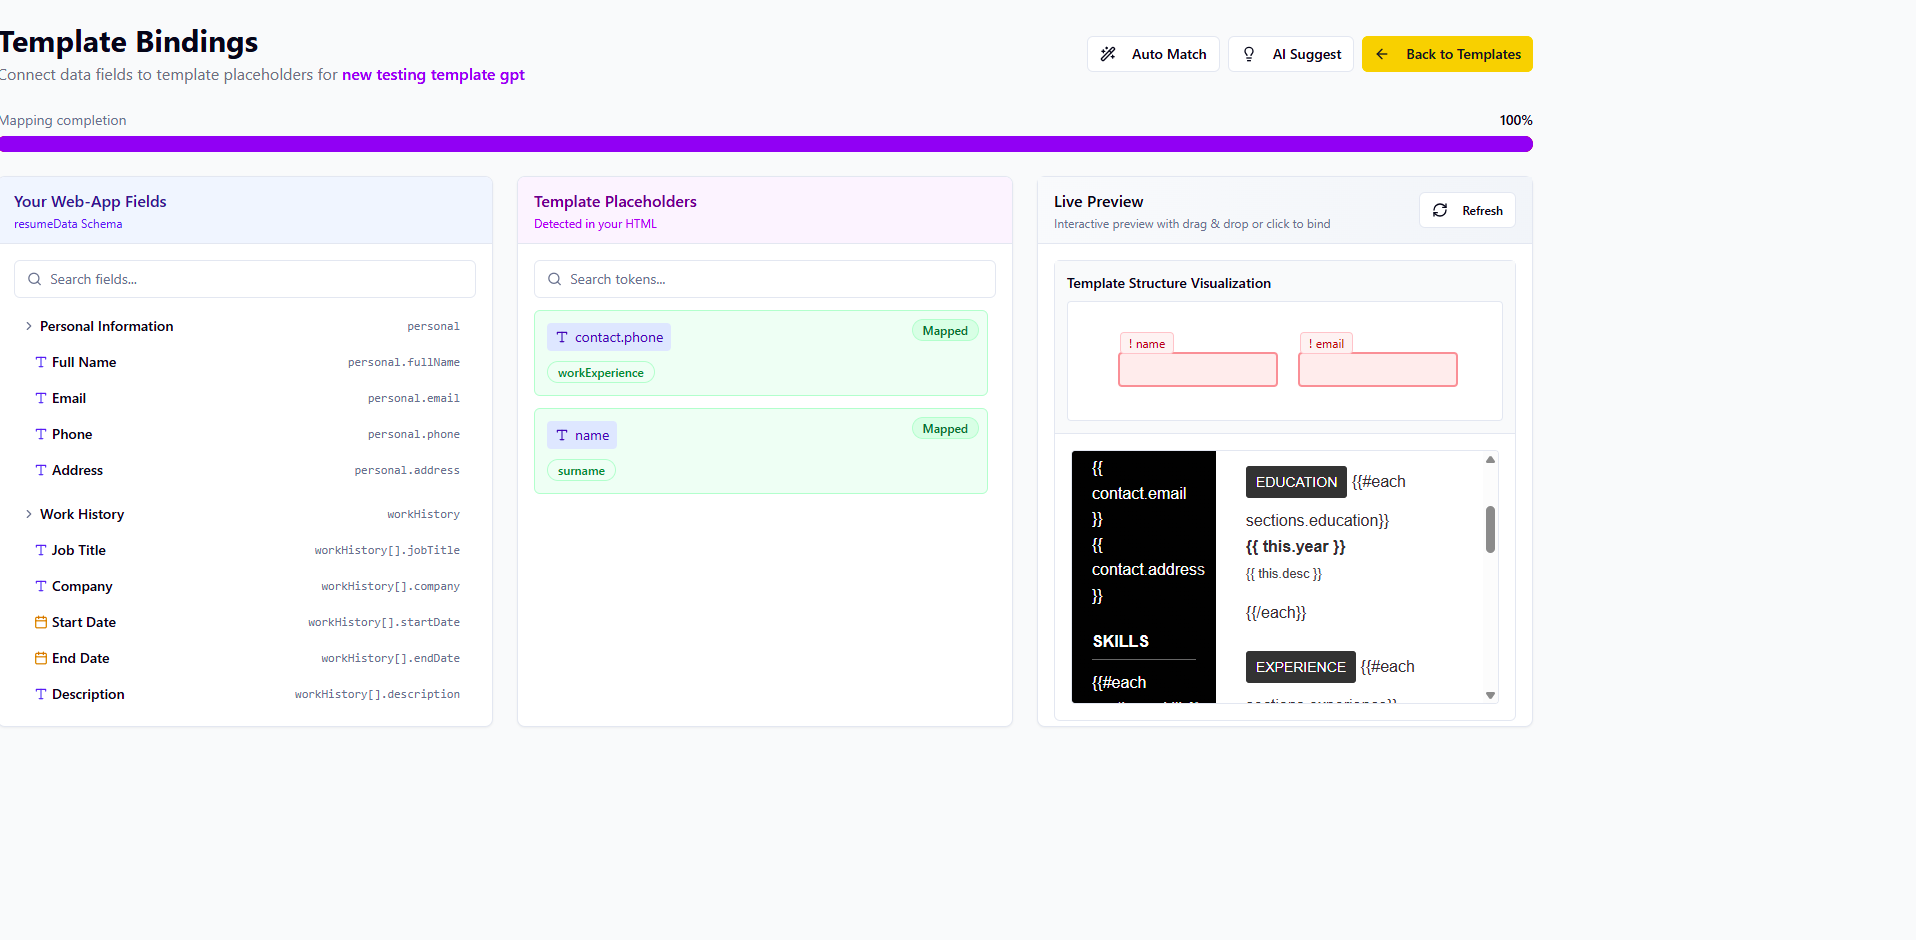 Template Bindings
Connect data fields to template placeholders for new testing template gpt
Auto Match
AI Suggest
Back to Templates
Mapping completion
100%
Your Web-App Fields
resumeData Schema
Search fields...
Personal Information personal
Full Name personal.fullName
Email personal.email
Phone personal.phone
Address personal.address
Work History workHistory
Job Title workHistory[].jobTitle
Company workHistory[].company
Start Date workHistory[].startDate
End Date workHistory[].endDate
Description workHistory[].description
Template Placeholders
Detected in your HTML
Search tokens...
contact.phone
Mapped
workExperience
name
Mapped
surname
Live Preview
Interactive preview with drag & drop or click to bind
Refresh
Template Structure Visualization
! name
! email
{{
contact.email
}}
{{
contact.address
}}
SKILLS
{{#each
EDUCATION {{#each
sections.education}}
{{ this.year }}
{{ this.desc }}
{{/each}}
EXPERIENCE {{#each
sections.experience}}